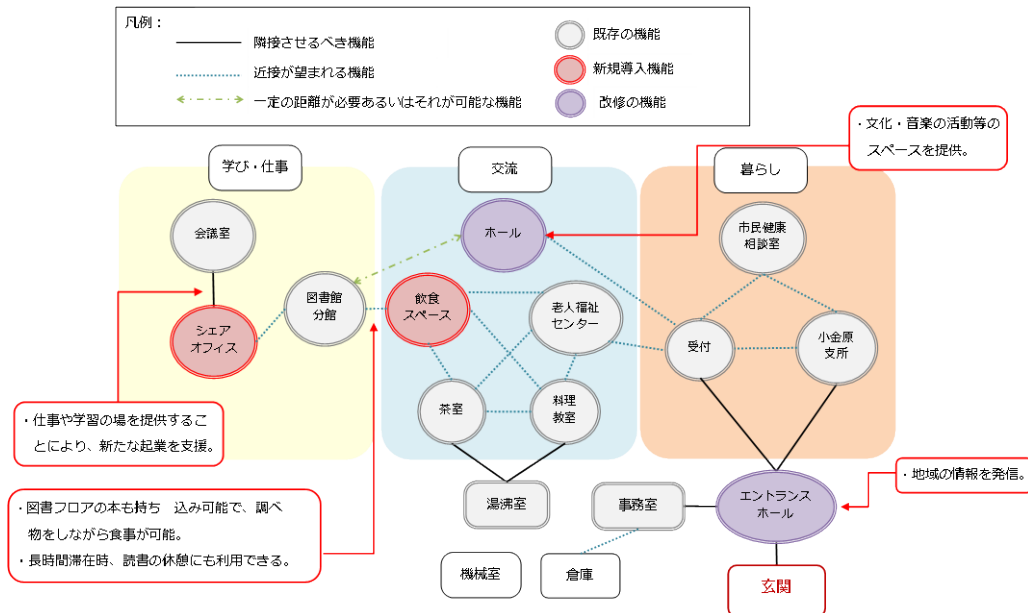 凡例：
隣接させるべき機能
近接が望まれる機能
一定の距離が必要あるいはそれが可能な機能
既存の機能
新規導入機能
改修の機能
・文化・音楽の活動等の
スペースを提供。
学び・仕事
交流
暮らし
会議室
ホール
市民健康
相談室
図書館
分館
飲食
スペース
老人福祉
センター
シェア
オフィス
受付
小金原
支所
茶室
料理
教室
・仕事や学習の場を提供するこ
とにより、新たな起業を支援。
・地域の情報を発信。
湯沸室
事務室
エントランス
ホール
・図書フロアの本も持ち　込み可能で、調べ
物をしながら食事が可能。
・長時間滞在時、読書の休憩にも利用できる。
機械室
倉庫
玄関